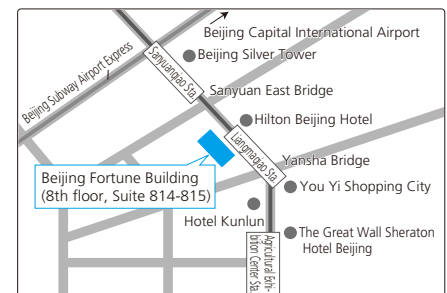 Beijing Capital International Airport
Beijing Silver Tower
Beijing Subway Airport Express
Sanyuanqiao Sta.
Sanyuan East Bridge
Hilton Beijing Hotel
Liangmaqiao Sta.
Yansha Bridge
Beijing Fortune Building
(8th floor, Suite 814-815)
You Yi Shopping City
Hotel Kunlun
Agricultural Exhi-
bition Center Sta.
The Great Wall Sheraton
Hotel Beijing